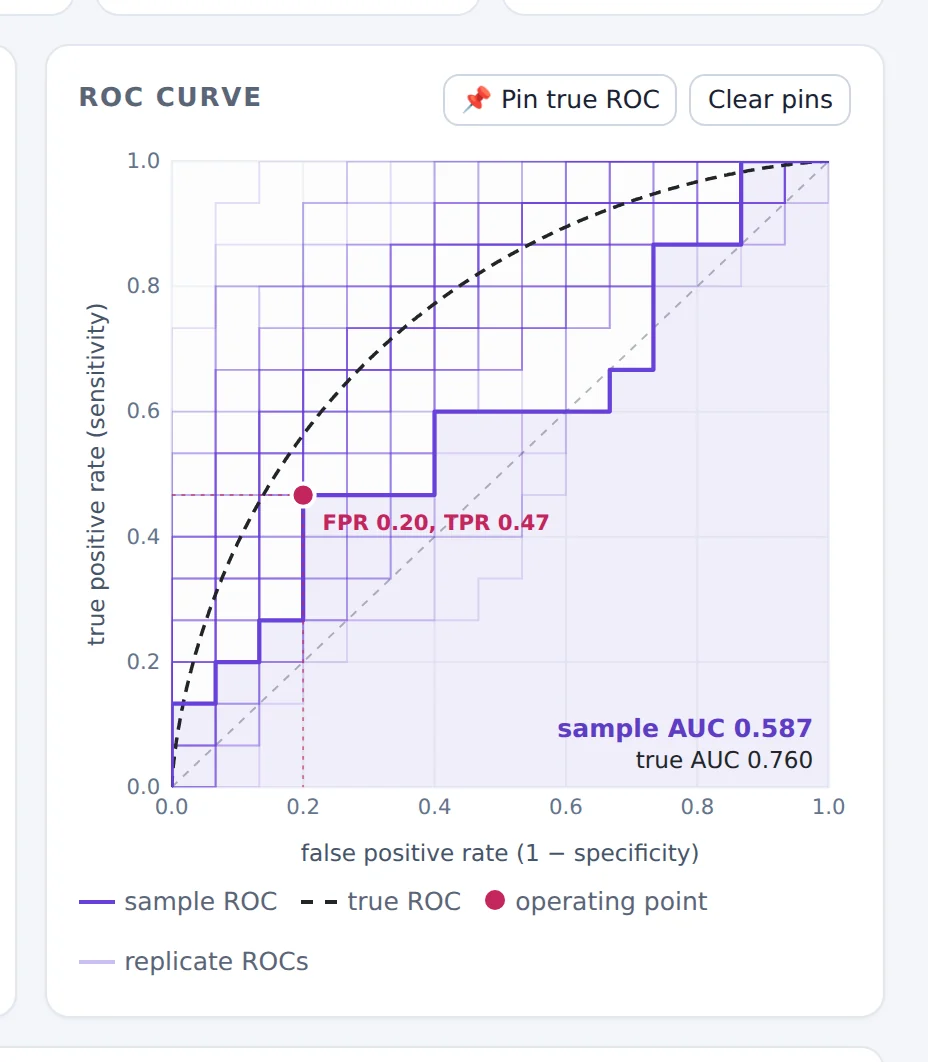 ROC CURVE
📌 Pin true ROC
Clear pins
1.0
0.8
0.6
0.4
0.2
0.0
true positive rate (sensitivity)
FPR 0.20, TPR 0.47
sample AUC 0.587
true AUC 0.760
0.0 0.2 0.4 0.6 0.8 1.0
false positive rate (1 − specificity)
sample ROC true ROC operating point
replicate ROCs